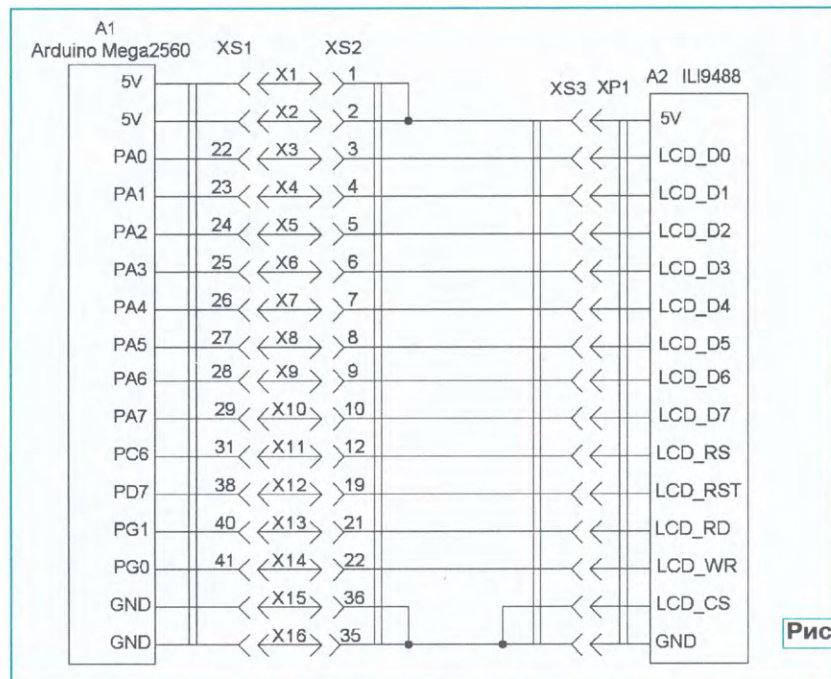 A1
Arduino Mega2560 XS1 XS2
A2 ILI9488
XS3 XP1
5V X1 1
5V X2 2 5V
PA0 22 X3 3 LCD_D0
PA1 23 X4 4 LCD_D1
PA2 24 X5 5 LCD_D2
PA3 25 X6 6 LCD_D3
PA4 26 X7 7 LCD_D4
PA5 27 X8 8 LCD_D5
PA6 28 X9 9 LCD_D6
PA7 29 X10 10 LCD_D7
PC6 31 X11 12 LCD_RS
PD7 38 X12 19 LCD_RST
PG1 40 X13 21 LCD_RD
PG0 41 X14 22 LCD_WR
GND X15 36 LCD_CS
GND X16 35 GND
Рис